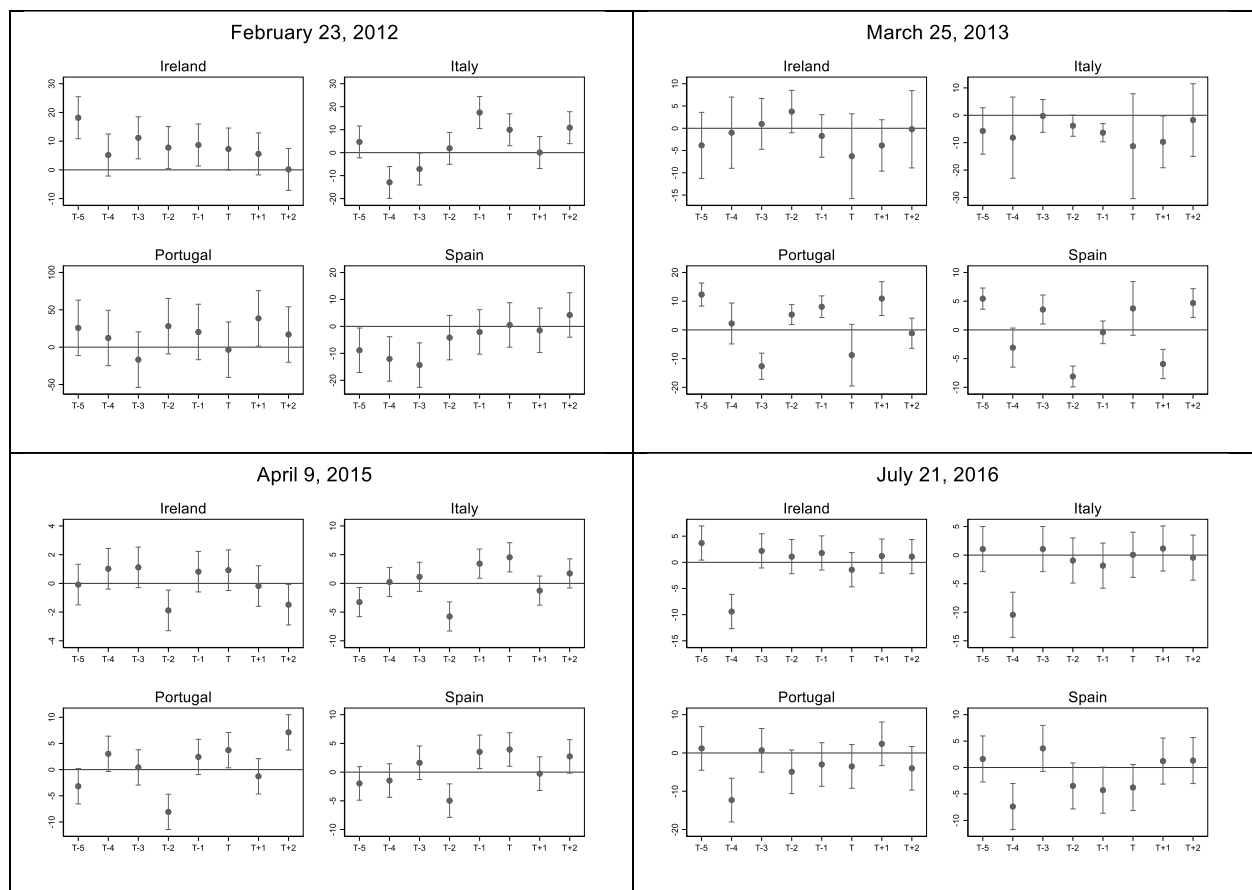 February 23, 2012
Ireland
30
20
10
0
-10
T-5 T-4 T-3 T-2 T-1 T T+1 T+2
Italy
30
20
10
0
-10
-20
T-5 T-4 T-3 T-2 T-1 T T+1 T+2
Portugal
100
50
0
-50
T-5 T-4 T-3 T-2 T-1 T T+1 T+2
Spain
20
10
0
-10
-20
T-5 T-4 T-3 T-2 T-1 T T+1 T+2
March 25, 2013
Ireland
10
5
0
-5
-10
-15
T-5 T-4 T-3 T-2 T-1 T T+1 T+2
Italy
10
0
-10
-20
-30
T-5 T-4 T-3 T-2 T-1 T T+1 T+2
Portugal
20
10
0
-10
-20
T-5 T-4 T-3 T-2 T-1 T T+1 T+2
Spain
10
5
0
-5
-10
T-5 T-4 T-3 T-2 T-1 T T+1 T+2
April 9, 2015
Ireland
4
2
0
-2
-4
T-5 T-4 T-3 T-2 T-1 T T+1 T+2
Italy
10
5
0
-5
-10
T-5 T-4 T-3 T-2 T-1 T T+1 T+2
Portugal
10
5
0
-5
-10
T-5 T-4 T-3 T-2 T-1 T T+1 T+2
Spain
10
5
0
-5
-10
T-5 T-4 T-3 T-2 T-1 T T+1 T+2
July 21, 2016
Ireland
5
0
-5
-10
-15
T-5 T-4 T-3 T-2 T-1 T T+1 T+2
Italy
5
0
-5
-10
-15
T-5 T-4 T-3 T-2 T-1 T T+1 T+2
Portugal
10
0
-10
-20
T-5 T-4 T-3 T-2 T-1 T T+1 T+2
Spain
10
5
0
-5
-10
T-5 T-4 T-3 T-2 T-1 T T+1 T+2